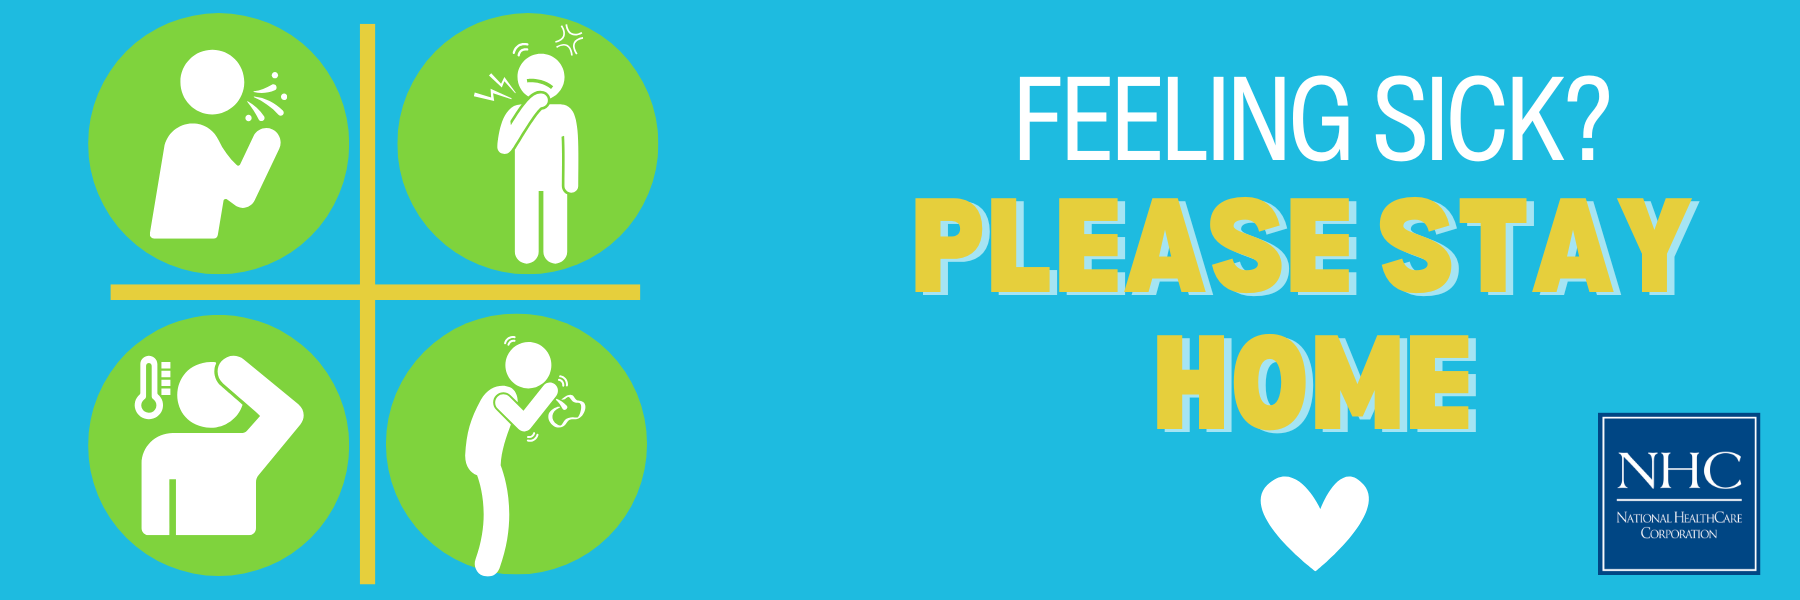 FEELING SICK?
PLEASE STAY
HOME
NHC
NATIONAL HEALTHCARE
CORPORATION